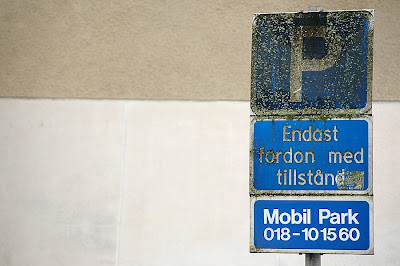 P
Endast
fordon med
tillstånd
Mobil Park
018-101560